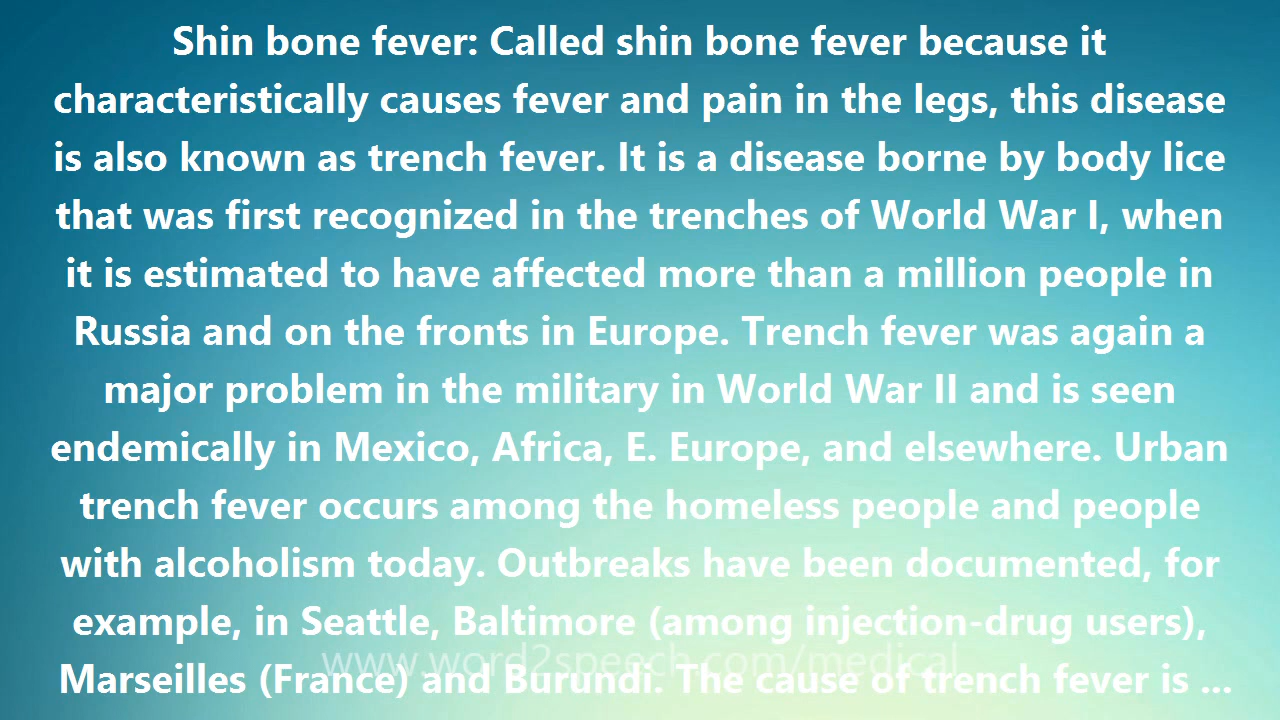 Shin bone fever: Called shin bone fever because it
characteristically causes fever and pain in the legs, this disease
is also known as trench fever. It is a disease borne by body lice
that was first recognized in the trenches of World War I, when
it is estimated to have affected more than a million people in
Russia and on the fronts in Europe. Trench fever was again a
major problem in the military in World War II and is seen
endemically in Mexico, Africa, E. Europe, and elsewhere. Urban
trench fever occurs among the homeless people and people
with alcoholism today. Outbreaks have been documented, for
example, in Seattle, Baltimore (among injection-drug users),
www.word2speech.com/medical
Marseilles (France) and Burundi. The cause of trench fever is ...